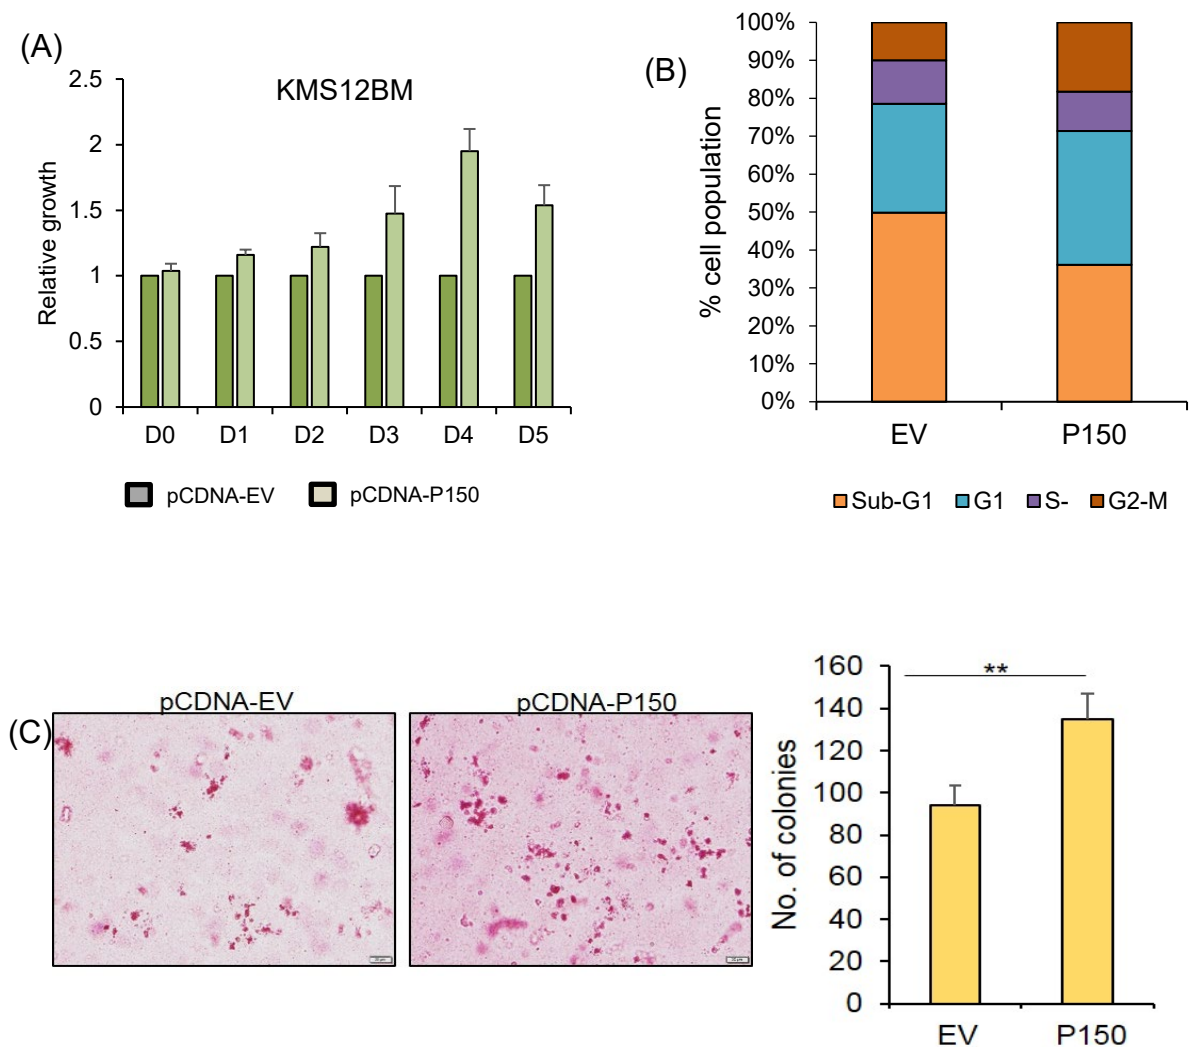 (A)
KMS12BM
2.5
2
1.5
1
0.5
0
Relative growth
D0 D1 D2 D3 D4 D5
pCDNA-EV pCDNA-P150
(B)
100%
90%
80%
70%
60%
50%
40%
30%
20%
10%
0%
% cell population
EV P150
Sub-G1 G1 S- G2-M
(C)
pCDNA-EV pCDNA-P150
160
140
120
100
80
60
40
20
0
No. of colonies
**
EV P150